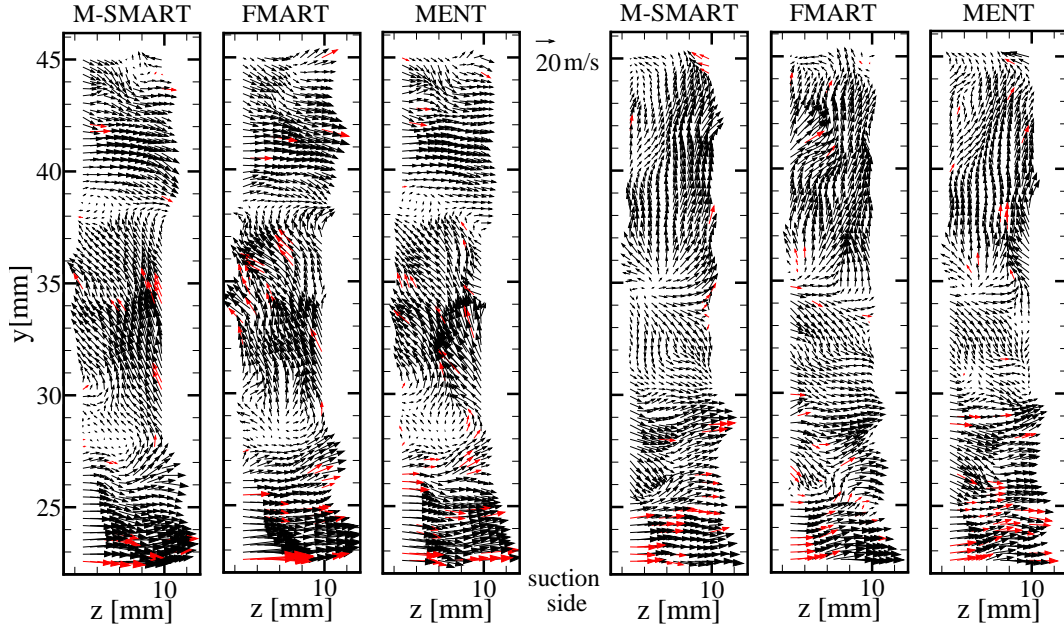 M-SMART FMART MENT M-SMART FMART MENT
45
20 m/s
40
35
y[mm]
30
25
suction
side
10 10 10 10 10 10
z [mm] z [mm] z [mm] z [mm] z [mm] z [mm]